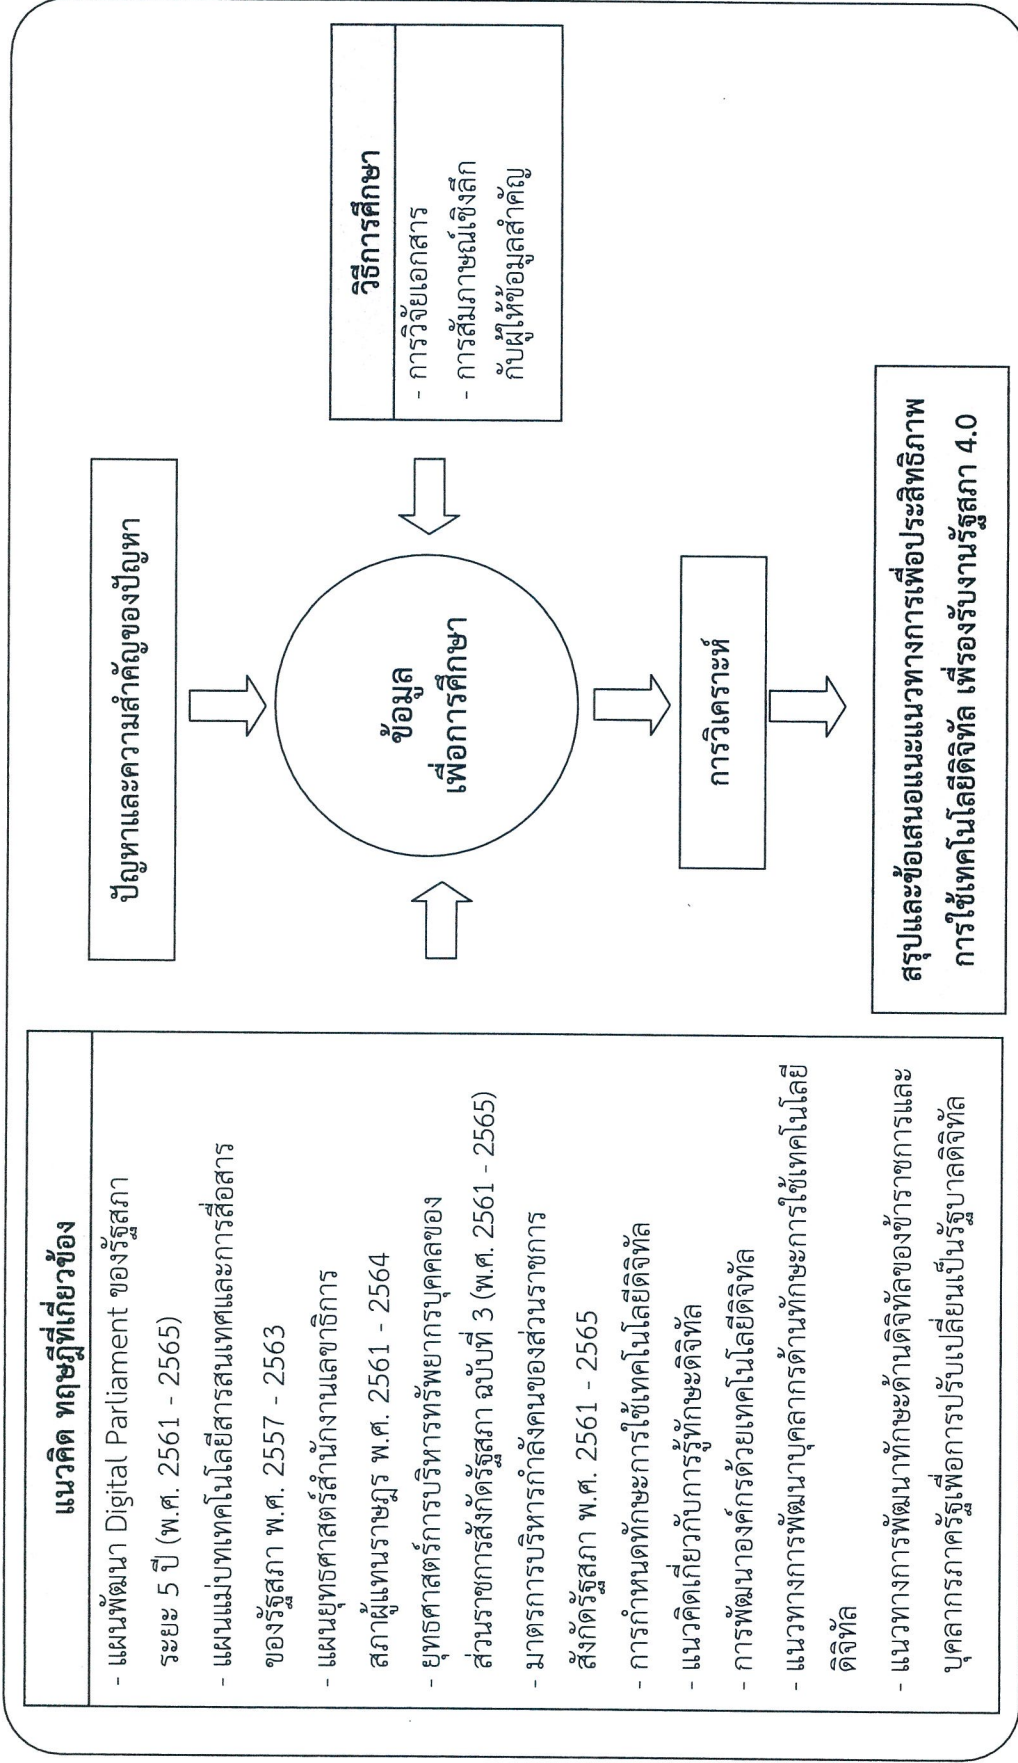 แนวคิด ทฤษฎีที่เกี่ยวข้อง
- แผนพัฒนา Digital Parliament ของรัฐสภา
ระยะ 5 ปี (พ.ศ. 2561 - 2565)
- แผนแม่บทเทคโนโลยีสารสนเทศและการสื่อสาร
ของรัฐสภา พ.ศ. 2557 - 2563
- แผนยุทธศาสตร์สำนักงานเลขาธิการ
สภาผู้แทนราษฎร พ.ศ. 2561 - 2564
- ยุทธศาสตร์การบริหารทรัพยากรบุคคลของ
ส่วนราชการสังกัดรัฐสภา ฉบับที่ 3 (พ.ศ. 2561 - 2565)
- มาตรการบริหารกำลังคนของส่วนราชการ
สังกัดรัฐสภา พ.ศ. 2561 - 2565
- การกำหนดทักษะการใช้เทคโนโลยีดิจิทัล
- แนวคิดเกี่ยวกับการรู้ทักษะดิจิทัล
- การพัฒนาองค์กรด้วยเทคโนโลยีดิจิทัล
- แนวทางการพัฒนาบุคลากรด้านทักษะการใช้เทคโนโลยี
ดิจิทัล
- แนวทางการพัฒนาทักษะด้านดิจิทัลของข้าราชการและ
บุคลากรภาครัฐเพื่อการปรับเปลี่ยนเป็นรัฐบาลดิจิทัล
ปัญหาและความสำคัญของปัญหา
ข้อมูล
เพื่อการศึกษา
วิธีการศึกษา
- การวิจัยเอกสาร
- การสัมภาษณ์เชิงลึก
กับผู้ให้ข้อมูลสำคัญ
การวิเคราะห์
สรุปและข้อเสนอแนะแนวทางการเพื่อประสิทธิภาพ
การใช้เทคโนโลยีดิจิทัล เพื่อรองรับงานรัฐสภา 4.0